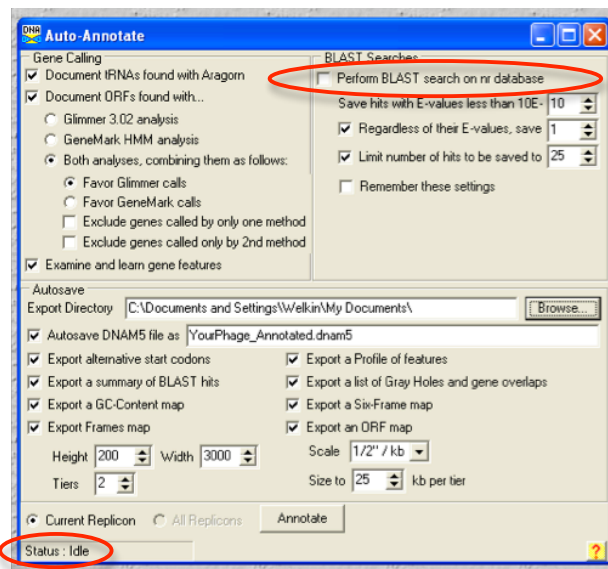 DNA
Auto-Annotate
Gene Calling
Document tRNAs found with Aragorn
Document ORFs found with...
Glimmer 3.02 analysis
GeneMark HMM analysis
Both analyses, combining them as follows:
Favor Glimmer calls
Favor GeneMark calls
Exclude genes called by only one method
Exclude genes called only by 2nd method
Examine and learn gene features
BLAST Searches
Perform BLAST search on nr database
Save hits with E-values less than 10E- 10
Regardless of their E-values, save 1
Limit number of hits to be saved to 25
Remember these settings
Autosave
Export Directory C:\Documents and Settings\Welkin\My Documents\ Browse...
Autosave DNAM5 file as YourPhage_Annotated.dnam5
Export alternative start codons
Export a summary of BLAST hits
Export a GC-Content map
Export Frames map
Height 200 Width 3000
Tiers 2
Export a Profile of features
Export a list of Gray Holes and gene overlaps
Export a Six-Frame map
Export an ORF map
Scale 1/2" / kb
Size to 25 kb per tier
Current Replicon All Replicons Annotate
Status : Idle ?